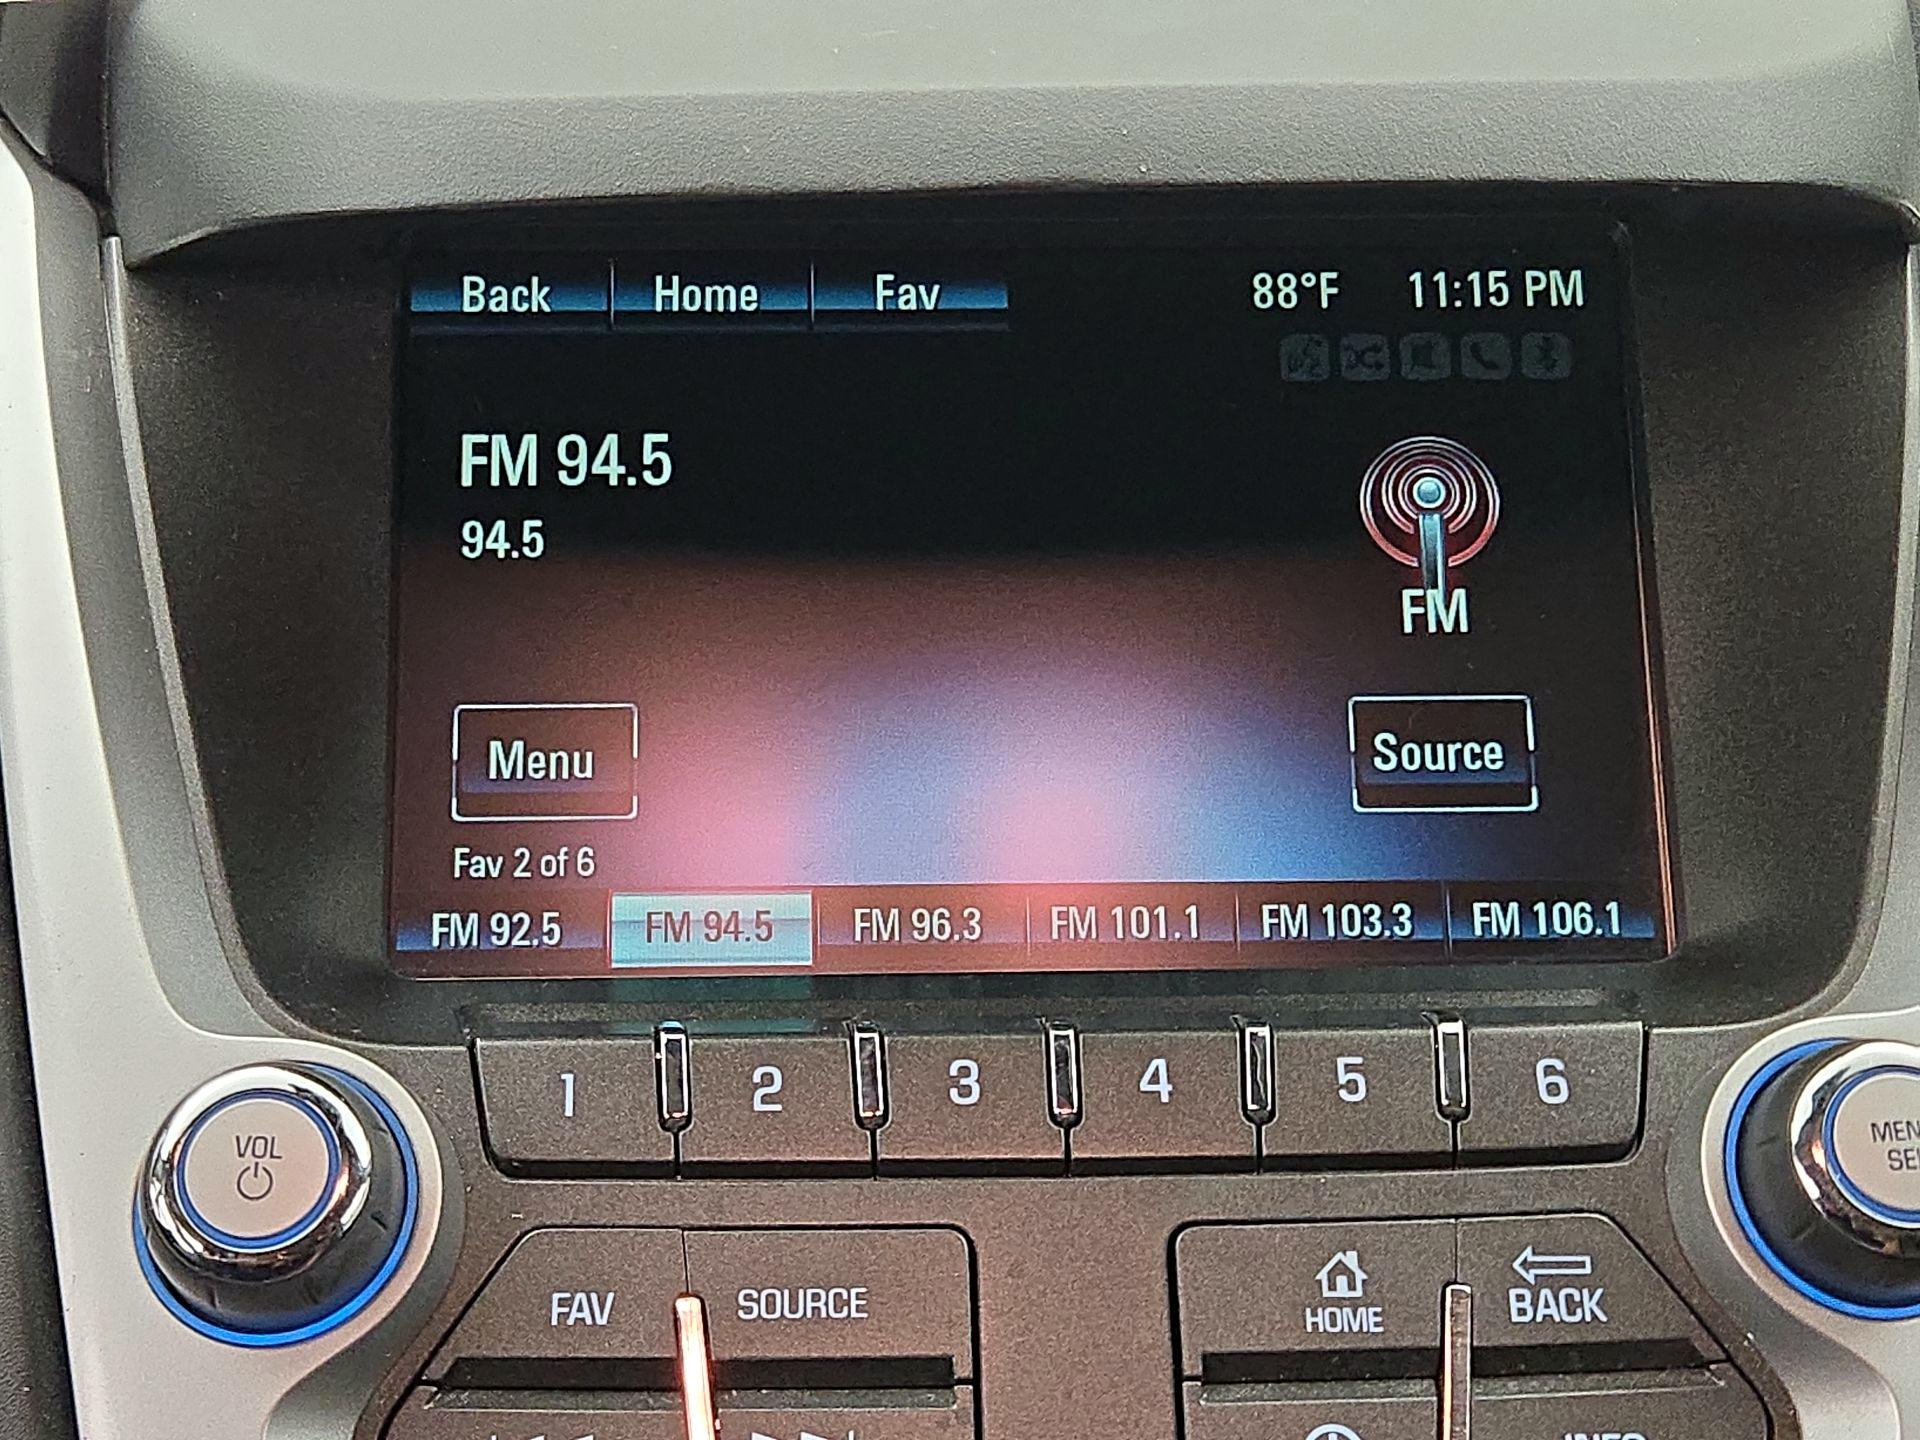 Back Home Fav 88°F 11:15 PM
FM 94.5
94.5
FM
Menu Source
Fav 2 of 6
FM 92.5 FM 94.5 FM 96.3 FM 101.1 FM 103.3 FM 106.1
1 2 3 4 5 6
VOL
FAV SOURCE
HOME BACK